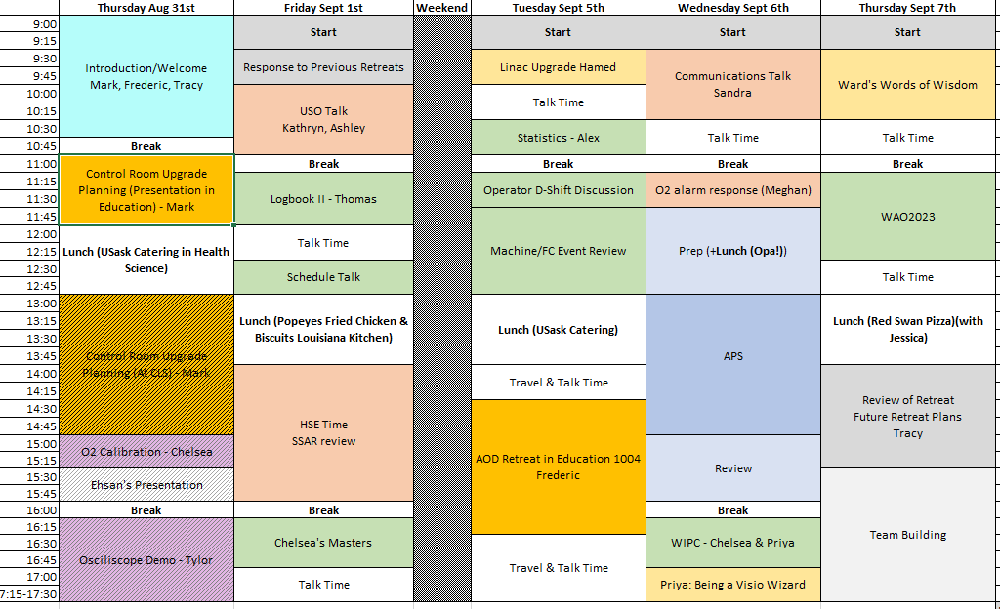 Thursday Aug 31st
Friday Sept 1st
Weekend
Tuesday Sept 5th
Wednesday Sept 6th
Thursday Sept 7th
9:00
9:15
9:30
9:45
10:00
10:15
10:30
10:45
11:00
11:15
11:30
11:45
12:00
12:15
12:30
12:45
13:00
13:15
13:30
13:45
14:00
14:15
14:30
14:45
15:00
15:15
15:30
15:45
16:00
16:15
16:30
16:45
17:00
7:15-17:30
Introduction/Welcome
Mark, Frederic, Tracy
Break
Control Room Upgrade
Planning (Presentation in
Education) - Mark
Lunch (USask Catering in Health
Science)
Control Room Upgrade
Planning (At CLS) - Mark
O2 Calibration - Chelsea
Ehsan's Presentation
Break
Osciliscope Demo - Tylor
Start
Response to Previous Retreats
USO Talk
Kathryn, Ashley
Break
Logbook II - Thomas
Talk Time
Schedule Talk
Lunch (Popeyes Fried Chicken &
Biscuits Louisiana Kitchen)
HSE Time
SSAR review
Break
Chelsea's Masters
Talk Time
Start
Linac Upgrade Hamed
Talk Time
Statistics - Alex
Break
Operator D-Shift Discussion
Machine/FC Event Review
Lunch (USask Catering)
Travel & Talk Time
AOD Retreat in Education 1004
Frederic
Travel & Talk Time
Start
Communications Talk
Sandra
Talk Time
Break
O2 alarm response (Meghan)
Prep (+Lunch (Opa!))
APS
Review
Break
WIPC - Chelsea & Priya
Priya: Being a Visio Wizard
Start
Ward's Words of Wisdom
Talk Time
Break
WAO2023
Talk Time
Lunch (Red Swan Pizza)(with
Jessica)
Review of Retreat
Future Retreat Plans
Tracy
Team Building